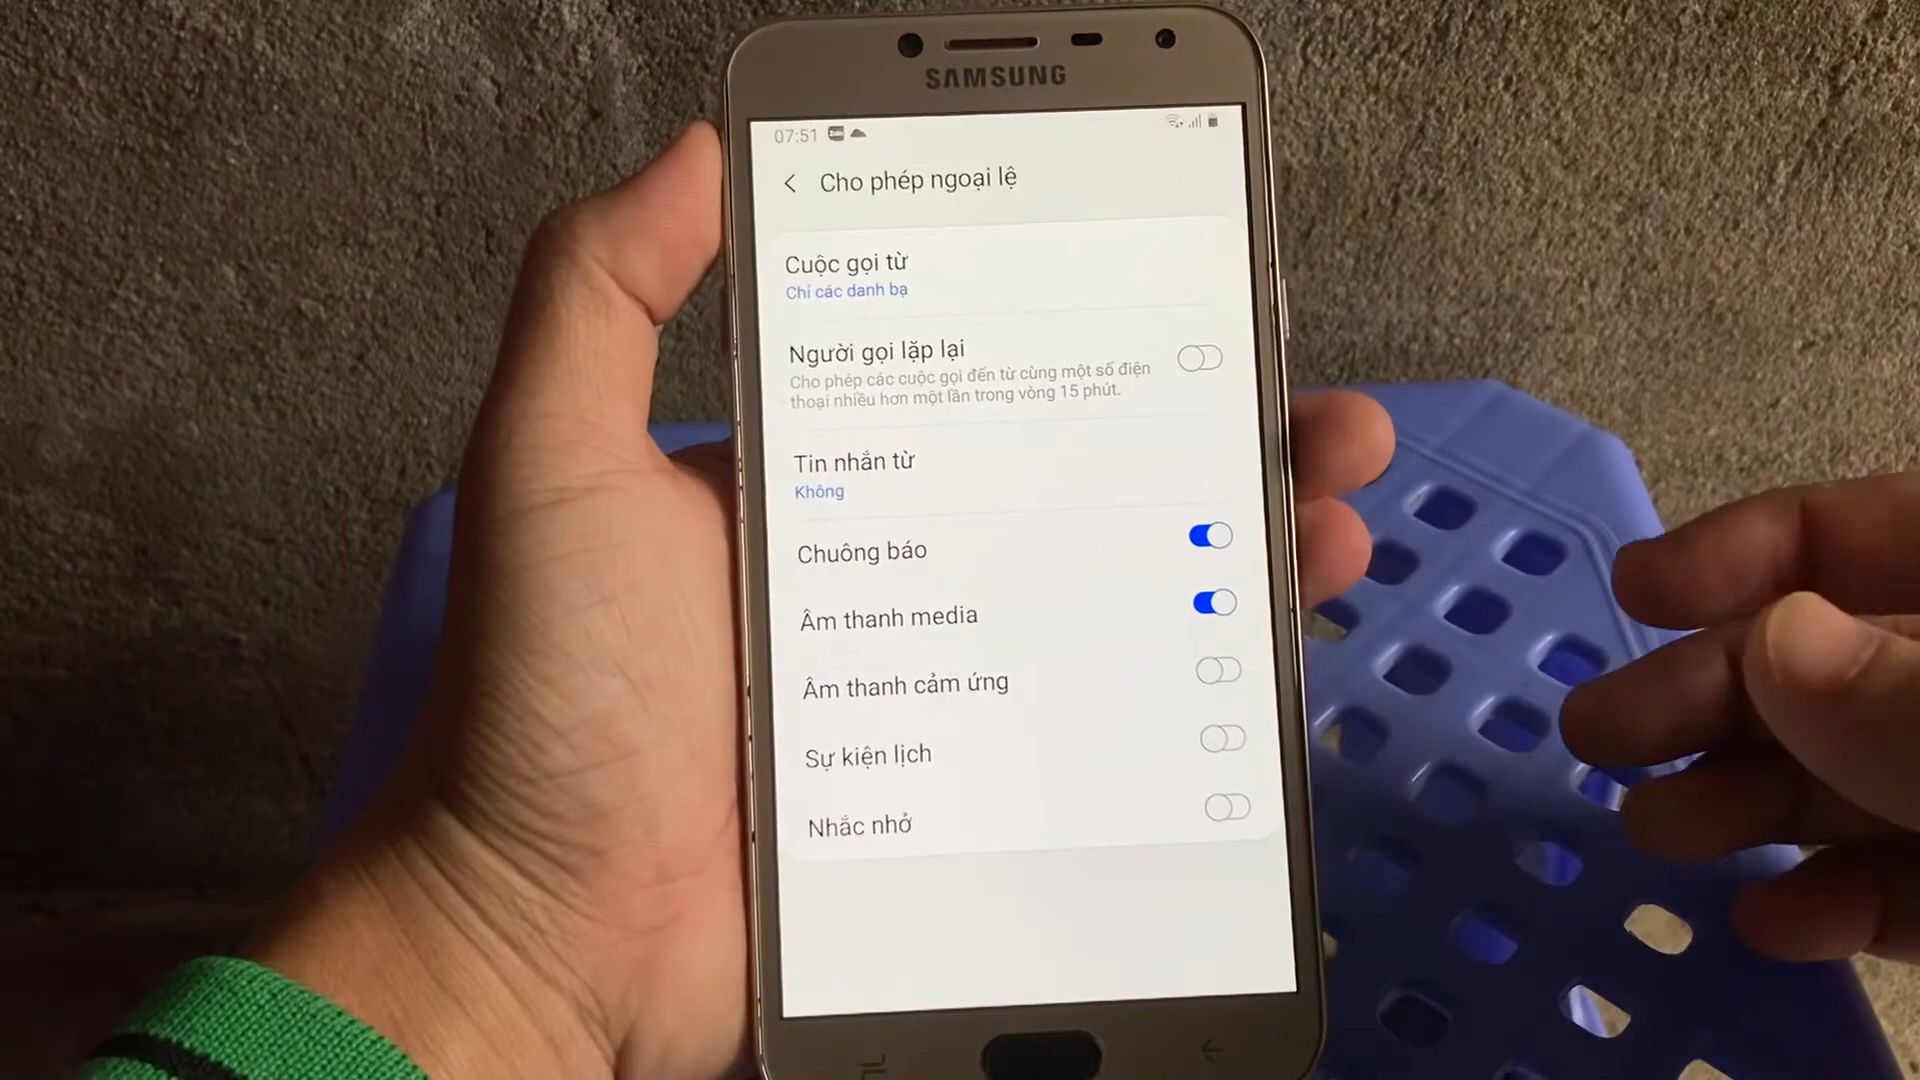 SAMSUNG
07:51
Cho phép ngoại lệ
Cuộc gọi từ
Chỉ các danh bạ
Người gọi lặp lại
Cho phép các cuộc gọi đến từ cùng một số điện
thoại nhiều hơn một lần trong vòng 15 phút.
Tin nhắn từ
Không
Chuông báo
Âm thanh media
Âm thanh cảm ứng
Sự kiện lịch
Nhắc nhở